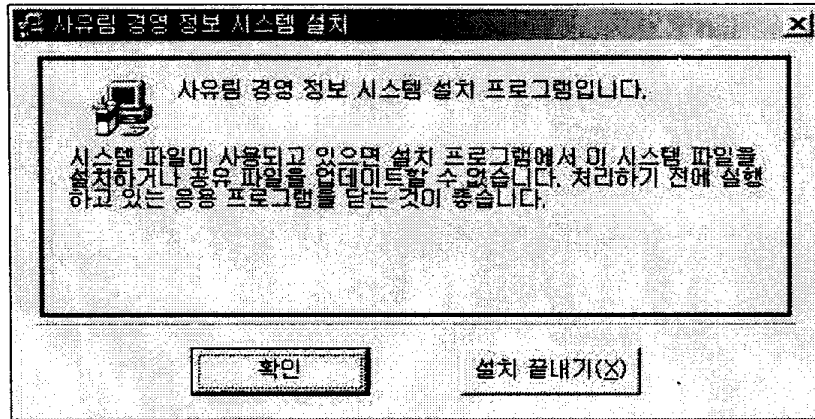 사유림 경영 정보 시스템 설치
사유림 경영 정보 시스템 설치 프로그램입니다.
시스템 파일이 사용되고 있으면 설치 프로그램에서 이 시스템 파일을
설치하거나 공유 파일을 업데이트할 수 없습니다. 처리하기 전에 실행
하고 있는 응용 프로그램를 닫는 것이 좋습니다.
확인
설치 끝내기(X)